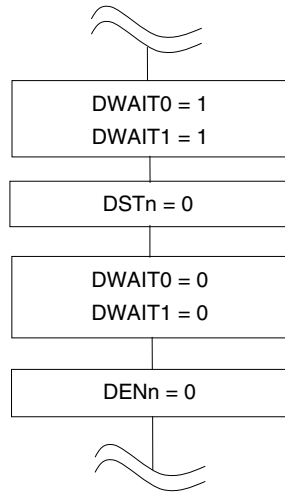 DWAIT0 = 1
DWAIT1 = 1
DSTn = 0
DWAIT0 = 0
DWAIT1 = 0
DENn = 0